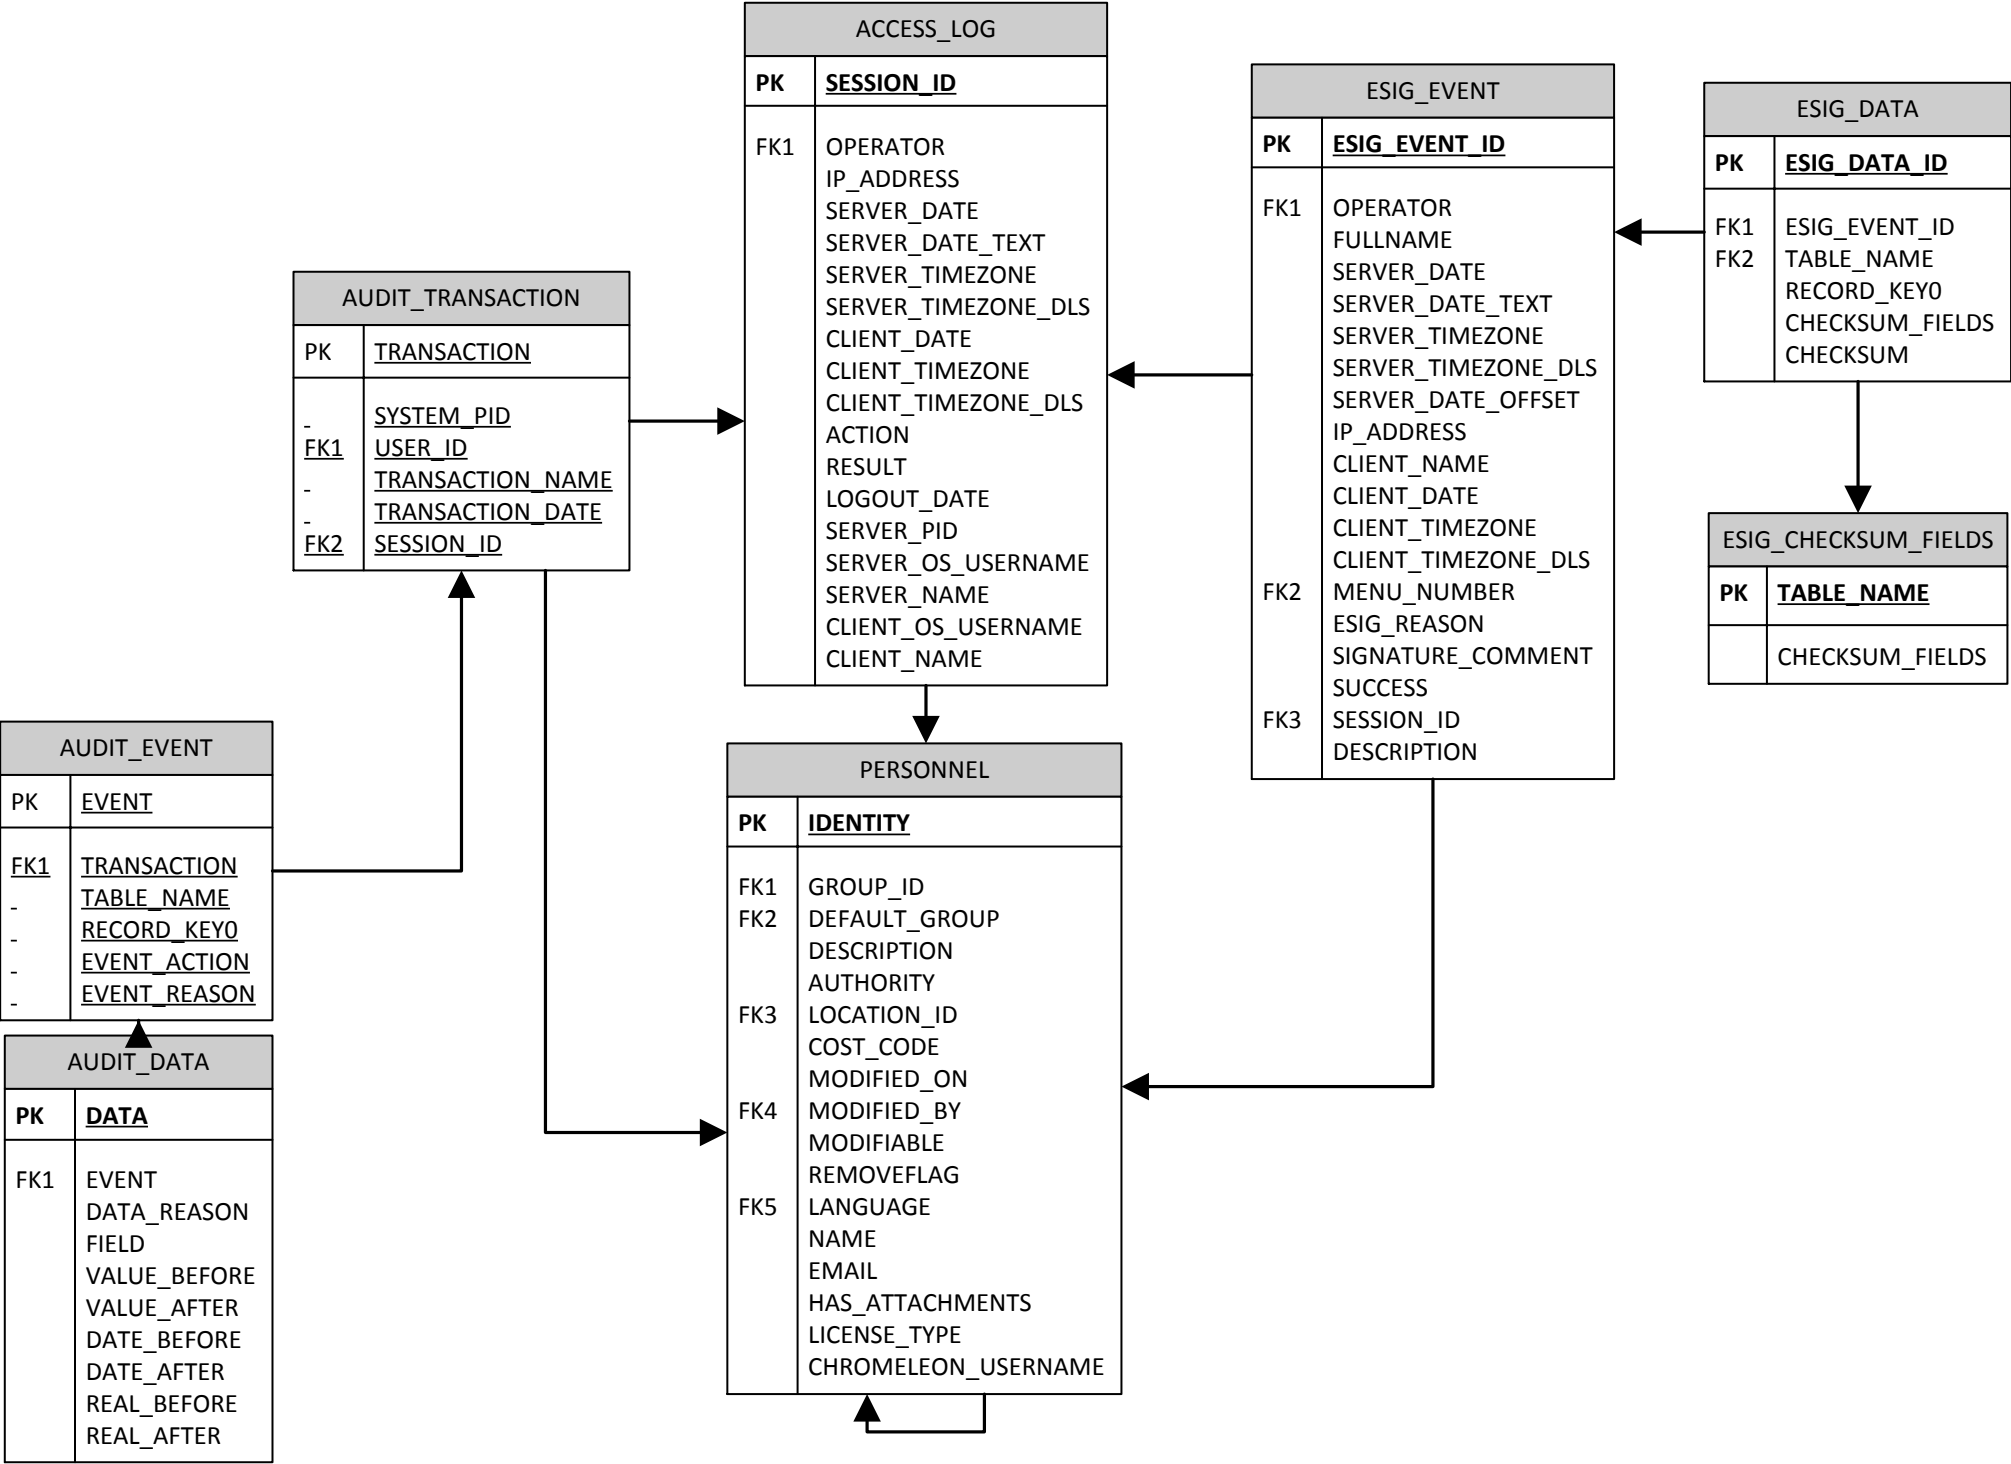 ACCESS_LOG
PK SESSION_ID
FK1 OPERATOR
IP_ADDRESS
SERVER_DATE
SERVER_DATE_TEXT
SERVER_TIMEZONE
SERVER_TIMEZONE_DLS
CLIENT_DATE
CLIENT_TIMEZONE
CLIENT_TIMEZONE_DLS
ACTION
RESULT
LOGOUT_DATE
SERVER_PID
SERVER_OS_USERNAME
SERVER_NAME
CLIENT_OS_USERNAME
CLIENT_NAME
ESIG_EVENT
PK ESIG_EVENT_ID
FK1 OPERATOR
FULLNAME
SERVER_DATE
SERVER_DATE_TEXT
SERVER_TIMEZONE
SERVER_TIMEZONE_DLS
SERVER_DATE_OFFSET
IP_ADDRESS
CLIENT_NAME
CLIENT_DATE
CLIENT_TIMEZONE
CLIENT_TIMEZONE_DLS
FK2 MENU_NUMBER
ESIG_REASON
SIGNATURE_COMMENT
SUCCESS
FK3 SESSION_ID
DESCRIPTION
ESIG_DATA
PK ESIG_DATA_ID
FK1 ESIG_EVENT_ID
FK2 TABLE_NAME
RECORD_KEY0
CHECKSUM_FIELDS
CHECKSUM
ESIG_CHECKSUM_FIELDS
PK TABLE_NAME
CHECKSUM_FIELDS
AUDIT_TRANSACTION
PK TRANSACTION
SYSTEM_PID
FK1 USER_ID
TRANSACTION_NAME
TRANSACTION_DATE
FK2 SESSION_ID
AUDIT_EVENT
PK EVENT
FK1 TRANSACTION
TABLE_NAME
RECORD_KEY0
EVENT_ACTION
EVENT_REASON
AUDIT_DATA
PK DATA
FK1 EVENT
DATA_REASON
FIELD
VALUE_BEFORE
VALUE_AFTER
DATE_BEFORE
DATE_AFTER
REAL_BEFORE
REAL_AFTER
PERSONNEL
PK IDENTITY
FK1 GROUP_ID
FK2 DEFAULT_GROUP
DESCRIPTION
AUTHORITY
FK3 LOCATION_ID
COST_CODE
MODIFIED_ON
FK4 MODIFIED_BY
MODIFIABLE
REMOVEFLAG
FK5 LANGUAGE
NAME
EMAIL
HAS_ATTACHMENTS
LICENSE_TYPE
CHROMELEON_USERNAME